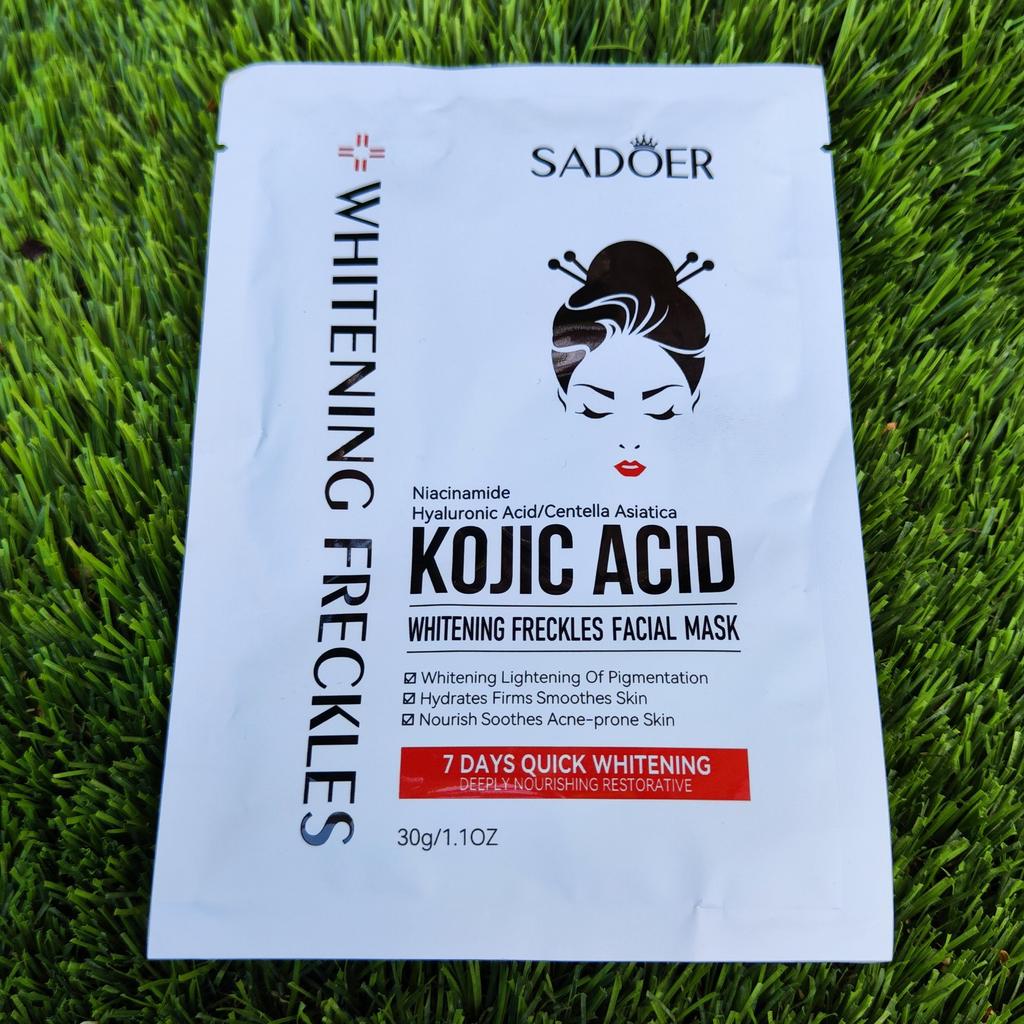 SADOER
WHITENING FRECKLES
Niacinamide
Hyaluronic Acid/Centella Asiatica
KOJIC ACID
WHITENING FRECKLES FACIAL MASK
☑ Whitening Lightening Of Pigmentation
☑ Hydrates Firms Smoothes Skin
☑ Nourish Soothes Acne-prone Skin
7 DAYS QUICK WHITENING
DEEPLY NOURISHING RESTORATIVE
30g/1.1OZ